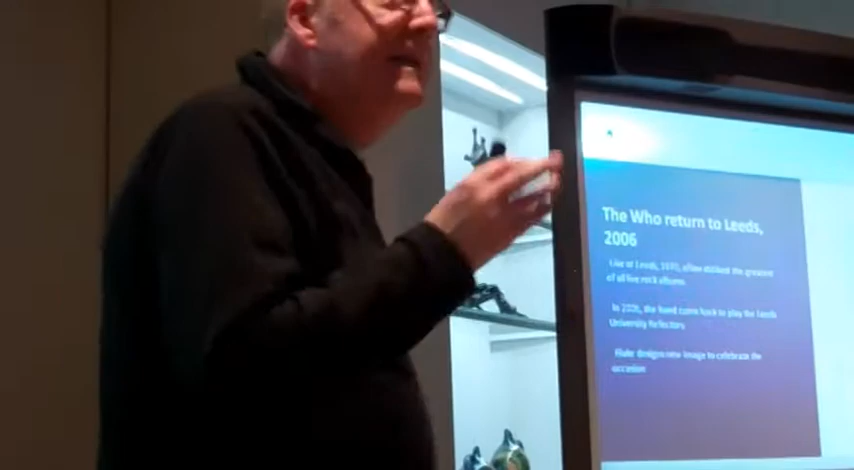 The Who return to Leeds,
2006
Live at Leeds, 1970, often dubbed the greatest
of all live rock albums
In 2006, the band come back to play the Leeds
University Refectory
designs new image to celebrate the
occasion